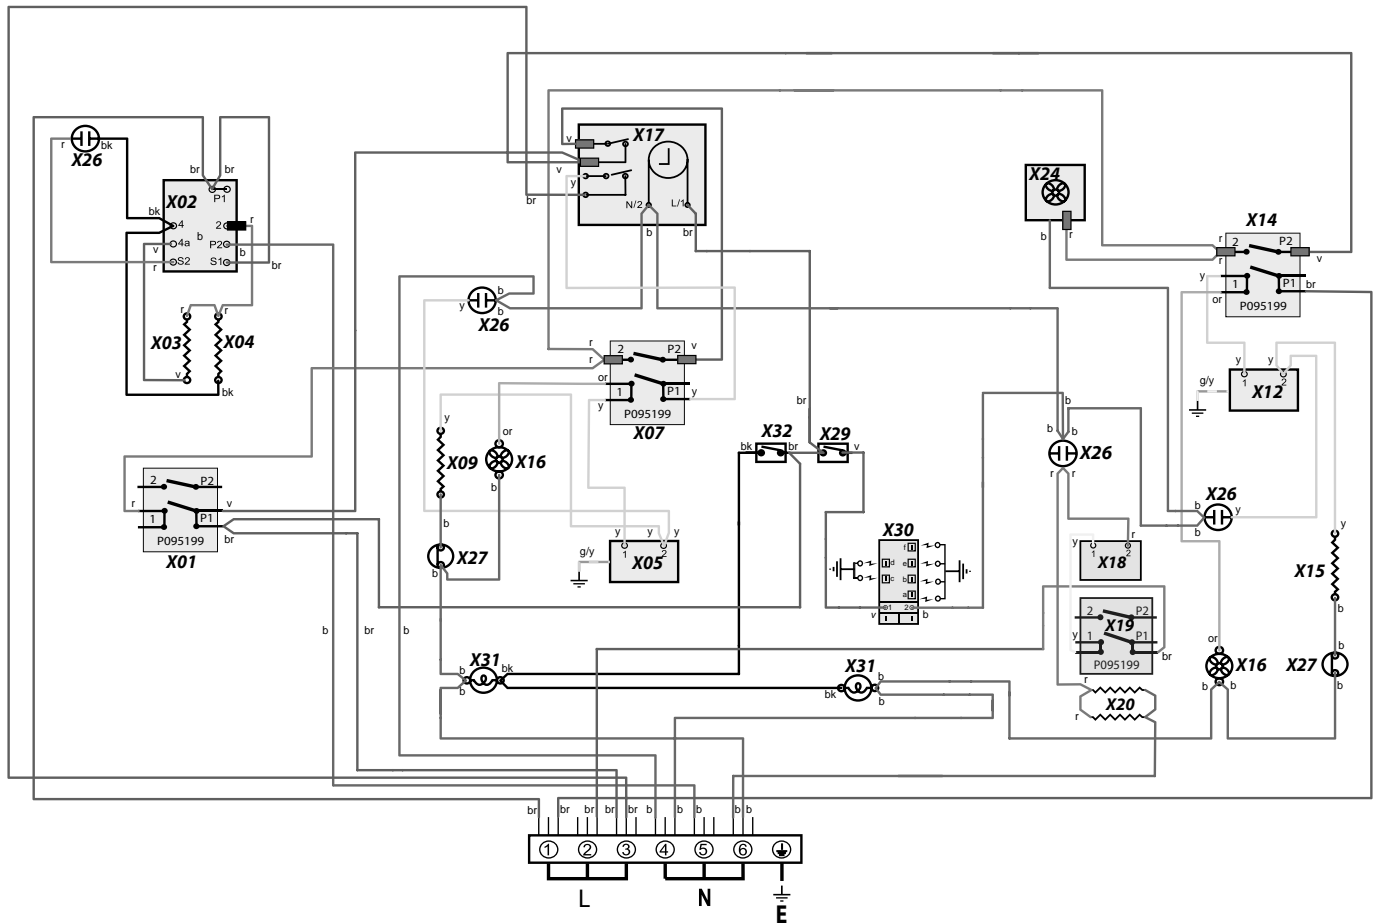 r
X26
bk
br
br
X02
P1
bk
4
2
r
b
4a
P2
v
b
S2
S1
r
br
r
r
X03
X04
v
bk
v
X17
v
y
br
N/2
L/1
b
br
X24
b
r
X14
r
2
P2
r
v
y
1
P1
br
or
P095199
b
y
b
X26
r
2
P2
v
r
or
1
P1
y
y
P095199
X07
y
y
g/y
1
2
X12
br
y
or
X09
X16
b
b
X27
b
y
y
y
g/y
1
2
X05
X32
X29
bk
br
v
b
b
b
X26
r
r
X26
b
y
b
2
P2
r
v
1
P1
br
P095199
X01
X30
f
d
e
c
b
a
1
2
v
b
y
r
1
2
X18
2
P2
X19
y
1
P1
br
P095199
r
X20
r
y
X15
b
b
X27
b
or
X16
b
b
b
br
b
X31
b
bk
b
X31
bk
b
b
br
br
br
br
br
b
b
b
b
b
1
2
3
4
5
6
L
N
E